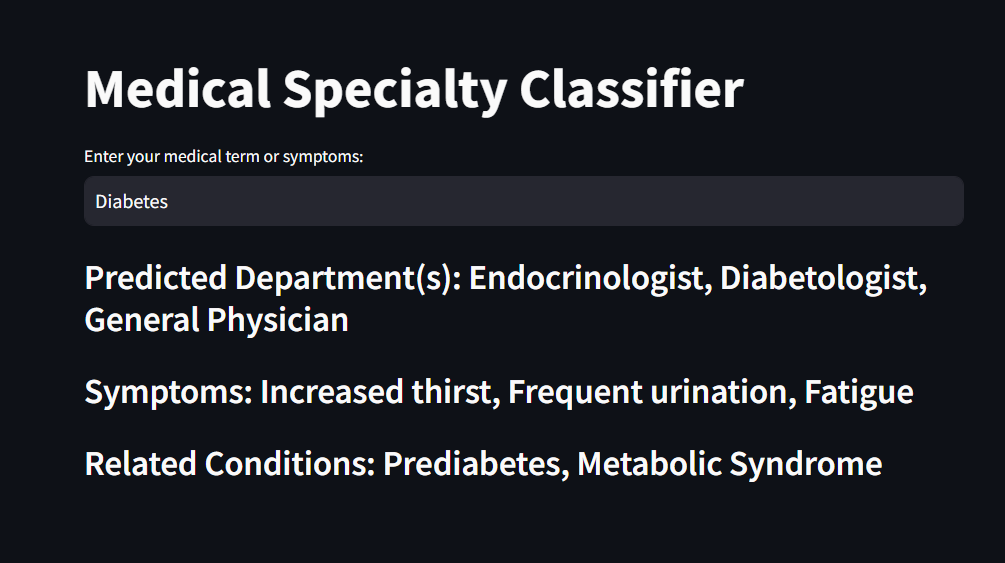 Medical Specialty Classifier
Enter your medical term or symptoms:
Diabetes
Predicted Department(s): Endocrinologist, Diabetologist,
General Physician
Symptoms: Increased thirst, Frequent urination, Fatigue
Related Conditions: Prediabetes, Metabolic Syndrome